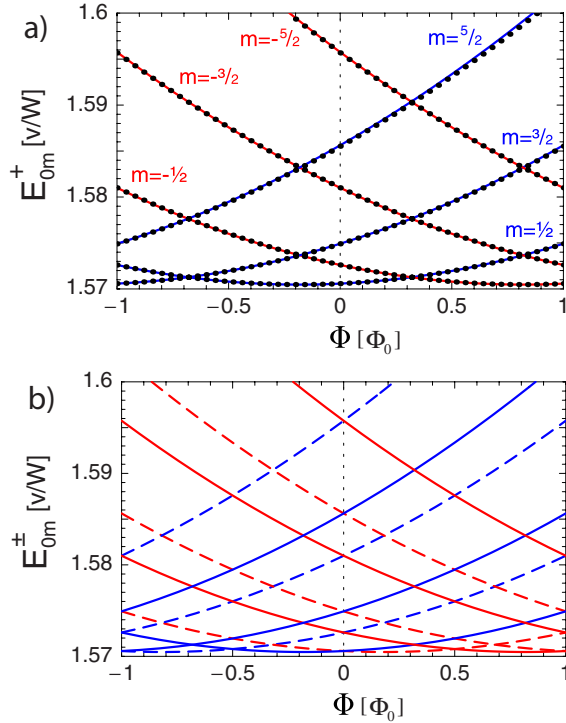 a)
1.6
m=-⁵/₂
m=⁵/₂
m=-³/₂
1.59
m=³/₂
E⁺₀ₘ [v/W]
1.58
m=-½
m=½
1.57
−1 −0.5 0 0.5 1
Φ [Φ₀]
b)
1.6
1.59
E±₀ₘ [v/W]
1.58
1.57
−1 −0.5 0 0.5 1
Φ [Φ₀]